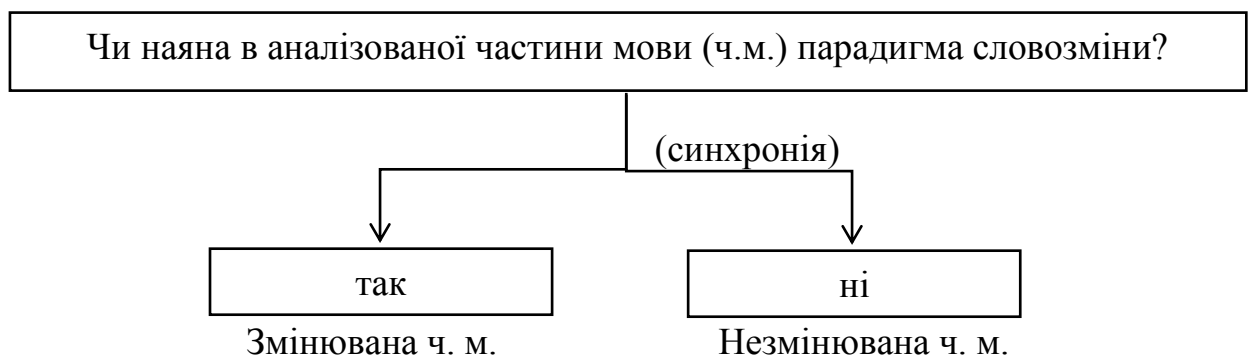 Чи наяна в аналізованої частини мови (ч.м.) парадигма словозміни?
(синхронія)
так
ні
Змінювана ч. м.
Незмінювана ч. м.